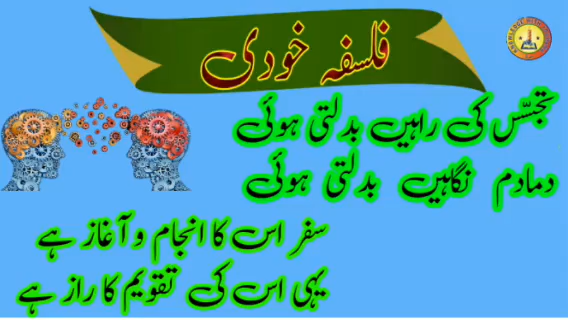 فلسفہ خودی
تجسّس کی راہیں بدلتی ہوئی
دمادم نگاہیں بدلتی ہوئی
سفر اس کا انجام و آغاز ہے
یہی اس کی تقویم کا راز ہے